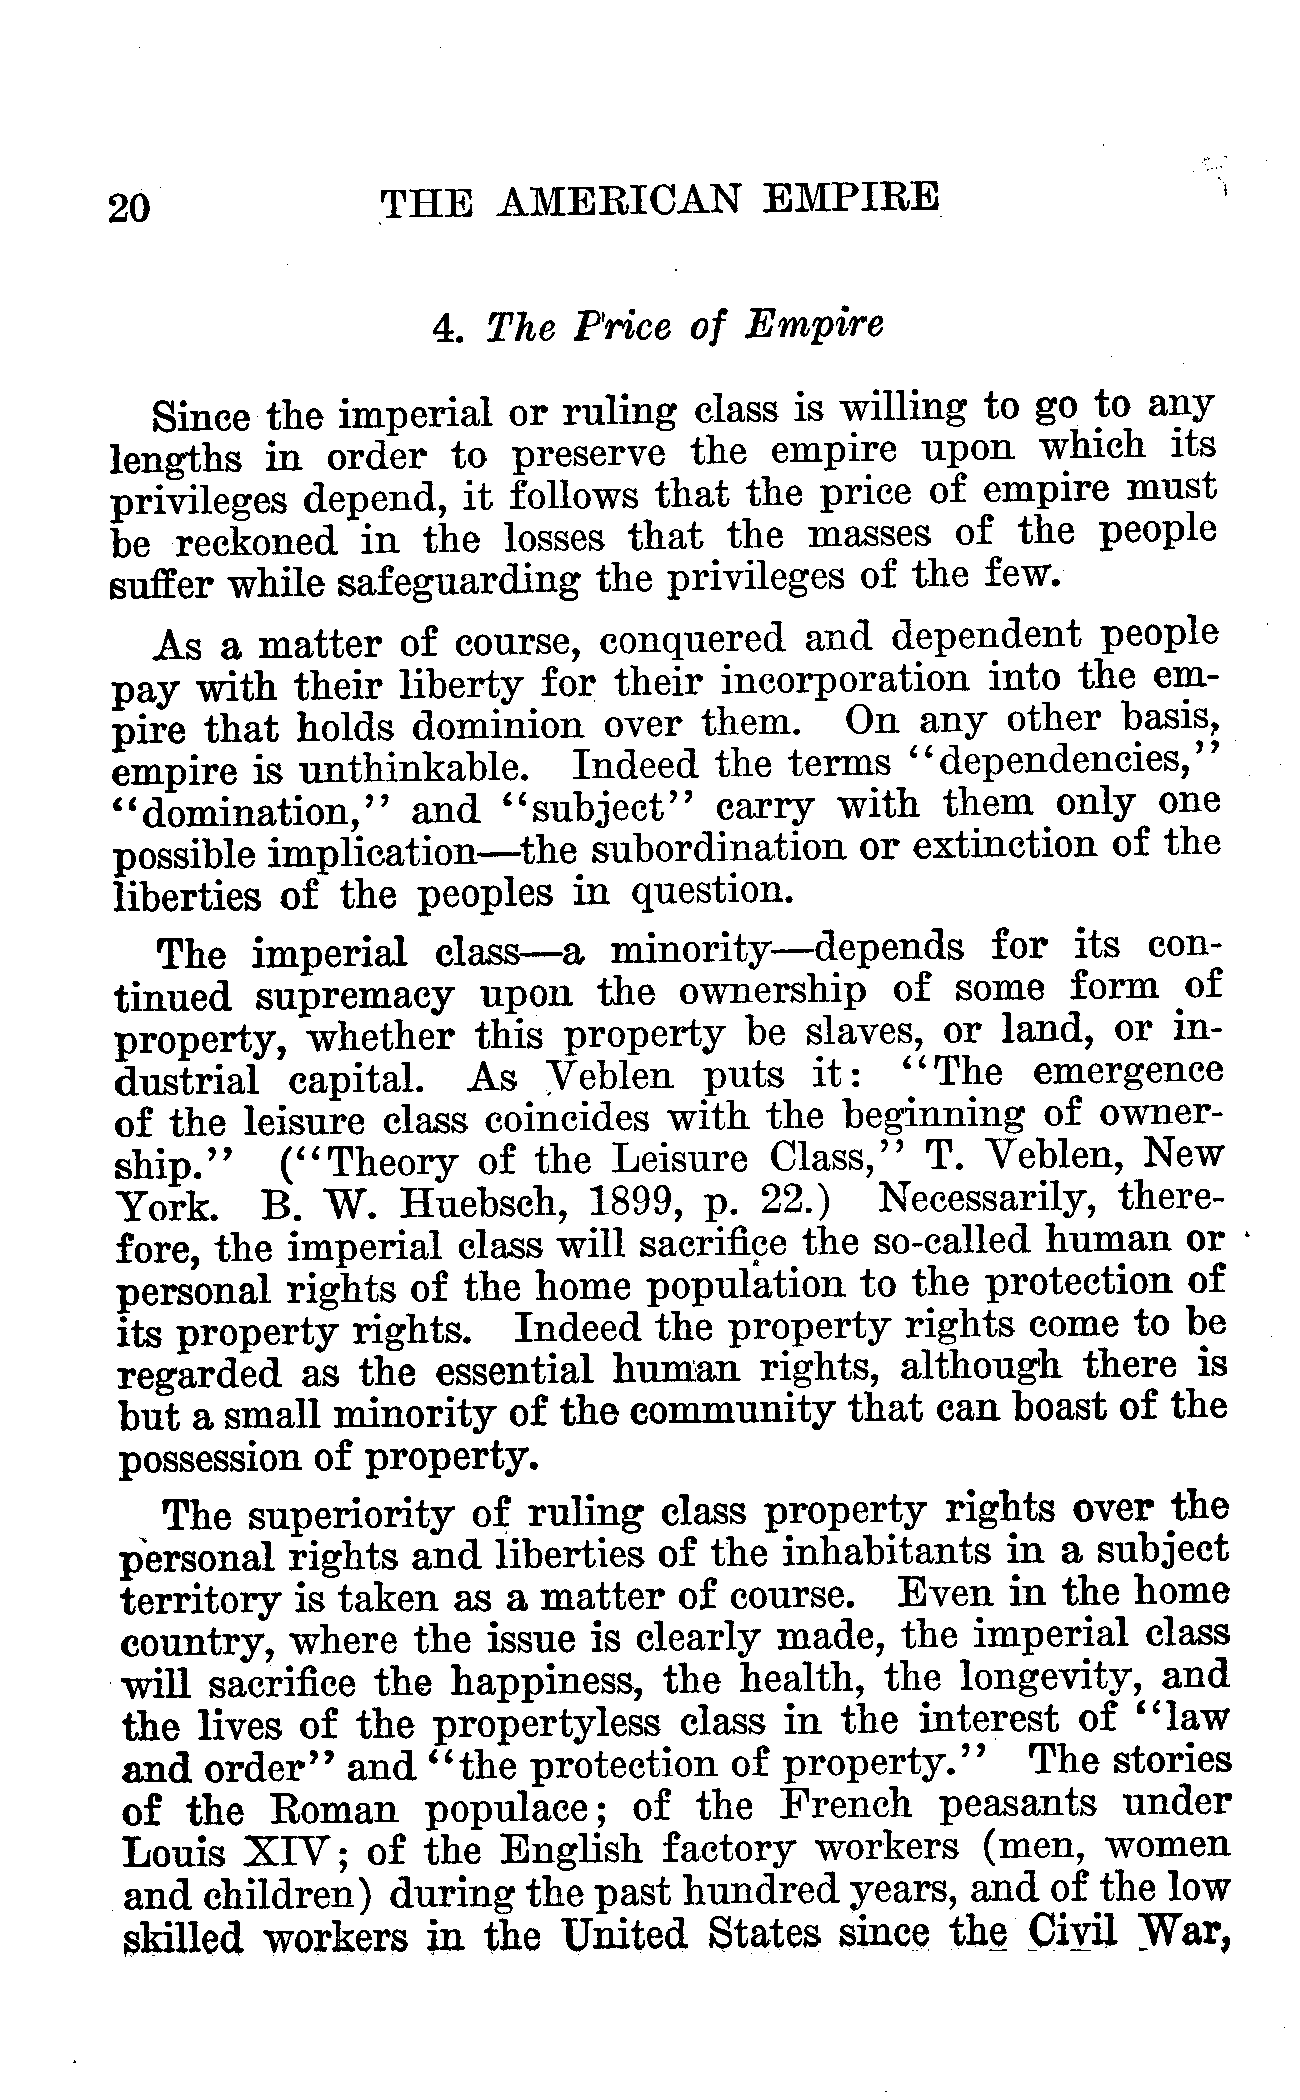 20 THE AMERICAN EMPIRE
4. The Price of Empire
Since the imperial or ruling class is willing to go to any
lengths in order to preserve the empire upon which its
privileges depend, it follows that the price of empire must
be reckoned in the losses that the masses of the people
suffer while safeguarding the privileges of the few.
As a matter of course, conquered and dependent people
pay with their liberty for their incorporation into the em-
pire that holds dominion over them. On any other basis,
empire is unthinkable. Indeed the terms "dependencies,"
"domination," and "subject" carry with them only one
possible implication—the subordination or extinction of the
liberties of the peoples in question.
The imperial class—a minority—depends for its con-
tinued supremacy upon the ownership of some form of
property, whether this property be slaves, or land, or in-
dustrial capital. As Veblen puts it: "The emergence
of the leisure class coincides with the beginning of owner-
ship." ("Theory of the Leisure Class," T. Veblen, New
York. B. W. Huebsch, 1899, p. 22.) Necessarily, there-
fore, the imperial class will sacrifice the so-called human or
personal rights of the home population to the protection of
its property rights. Indeed the property rights come to be
regarded as the essential human rights, although there is
but a small minority of the community that can boast of the
possession of property.
The superiority of ruling class property rights over the
personal rights and liberties of the inhabitants in a subject
territory is taken as a matter of course. Even in the home
country, where the issue is clearly made, the imperial class
will sacrifice the happiness, the health, the longevity, and
the lives of the propertyless class in the interest of "law
and order" and "the protection of property." The stories
of the Roman populace; of the French peasants under
Louis XIV; of the English factory workers (men, women
and children) during the past hundred years, and of the low
skilled workers in the United States since the Civil War,